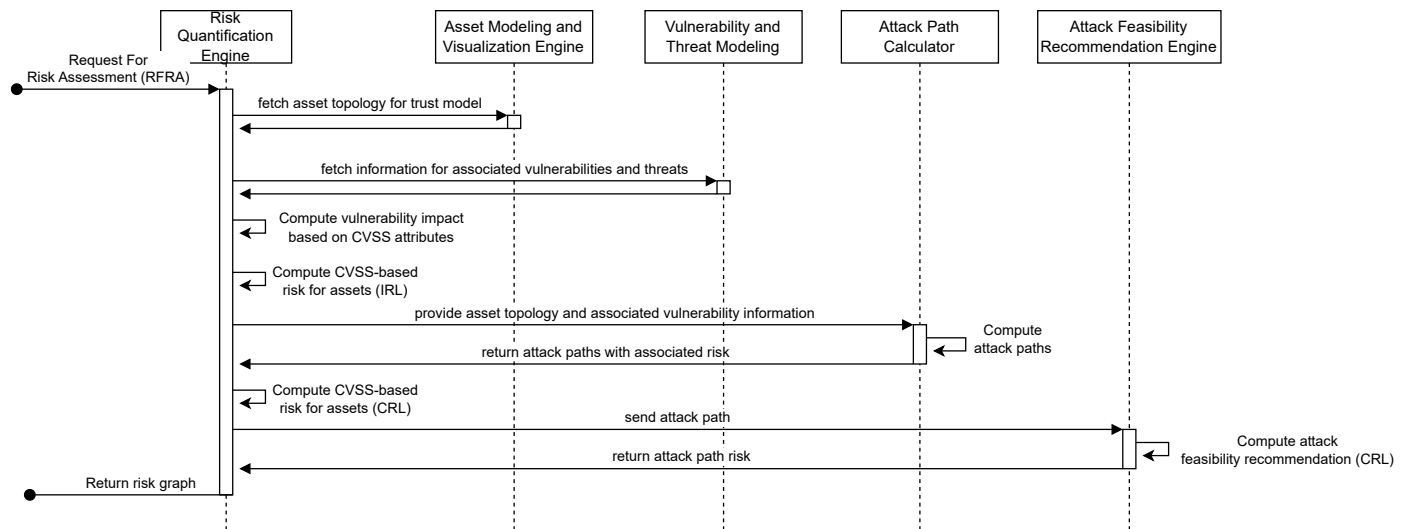 Risk
Quantification
Engine
Asset Modeling and
Visualization Engine
Vulnerability and
Threat Modeling
Attack Path
Calculator
Attack Feasibility
Recommendation Engine
Request For
Risk Assessment (RFRA)
fetch asset topology for trust model
fetch information for associated vulnerabilities and threats
Compute vulnerability impact
based on CVSS attributes
Compute CVSS-based
risk for assets (IRL)
provide asset topology and associated vulnerability information
Compute
attack paths
return attack paths with associated risk
Compute CVSS-based
risk for assets (CRL)
send attack path
Compute attack
feasibility recommendation (CRL)
return attack path risk
Return risk graph